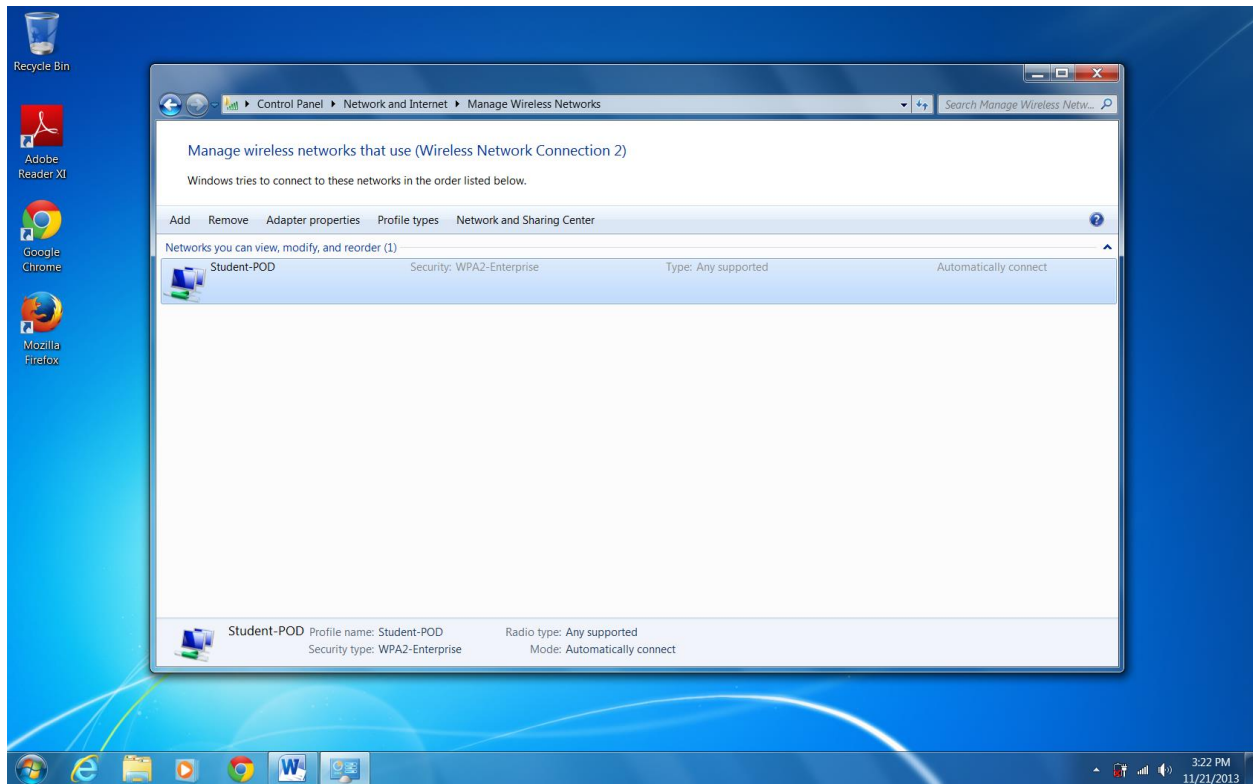 Recycle Bin
Adobe
Reader XI
Google
Chrome
Mozilla
Firefox
Control Panel Network and Internet Manage Wireless Networks
Search Manage Wireless Netw...
Manage wireless networks that use (Wireless Network Connection 2)
Windows tries to connect to these networks in the order listed below.
Add Remove Adapter properties Profile types Network and Sharing Center
Networks you can view, modify, and reorder (1)
Student-POD Security: WPA2-Enterprise Type: Any supported Automatically connect
Student-POD Profile name: Student-POD Radio type: Any supported
Security type: WPA2-Enterprise Mode: Automatically connect
3:22 PM
11/21/2013